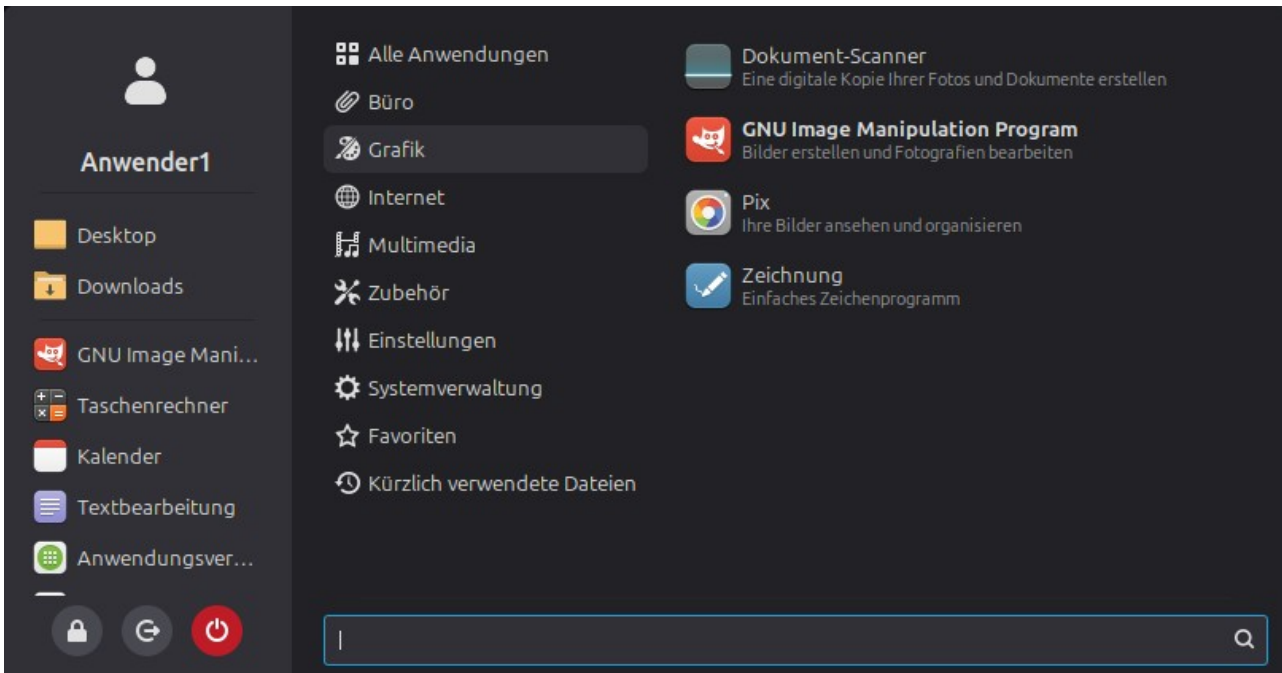 Anwender1
Desktop
Downloads
GNU Image Mani...
Taschenrechner
Kalender
Textbearbeitung
Anwendungsver...
Alle Anwendungen
Büro
Grafik
Internet
Multimedia
Zubehör
Einstellungen
Systemverwaltung
Favoriten
Kürzlich verwendete Dateien
Dokument-Scanner
Eine digitale Kopie Ihrer Fotos und Dokumente erstellen
GNU Image Manipulation Program
Bilder erstellen und Fotografien bearbeiten
Pix
Ihre Bilder ansehen und organisieren
Zeichnung
Einfaches Zeichenprogramm